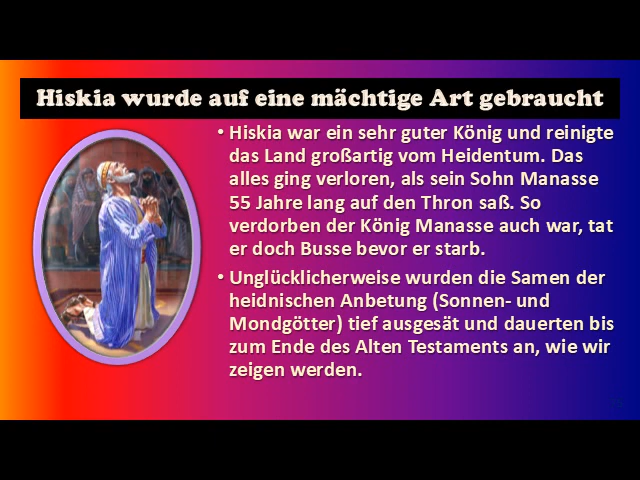 Hiskia wurde auf eine mächtige Art gebraucht
• Hiskia war ein sehr guter König und reinigte
das Land großartig vom Heidentum. Das
alles ging verloren, als sein Sohn Manasse
55 Jahre lang auf den Thron saß. So
verdorben der König Manasse auch war, tat
er doch Busse bevor er starb.
• Unglücklicherweise wurden die Samen der
heidnischen Anbetung (Sonnen- und
Mondgötter) tief ausgesät und dauerten bis
zum Ende des Alten Testaments an, wie wir
zeigen werden.